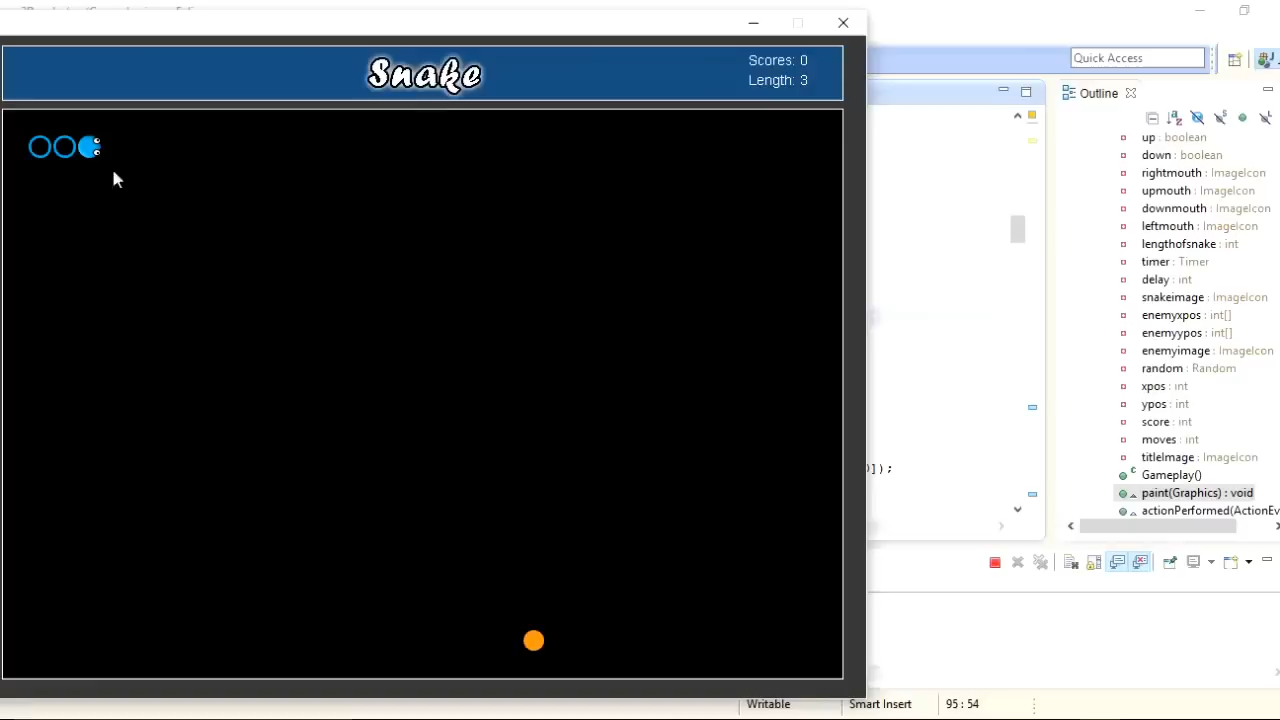 Snake
Scores: 0
Length: 3
Quick Access
Outline
up : boolean
down : boolean
rightmouth : ImageIcon
upmouth : ImageIcon
downmouth : ImageIcon
leftmouth : ImageIcon
lengthofsnake : int
timer : Timer
delay : int
snakeimage : ImageIcon
enemyxpos : int[]
enemyypos : int[]
enemyimage : ImageIcon
random : Random
xpos : int
ypos : int
score : int
moves : int
titleImage : ImageIcon
]);
Gameplay()
paint(Graphics) : void
actionPerformed(ActionEv
Writable
Smart Insert
95 : 54